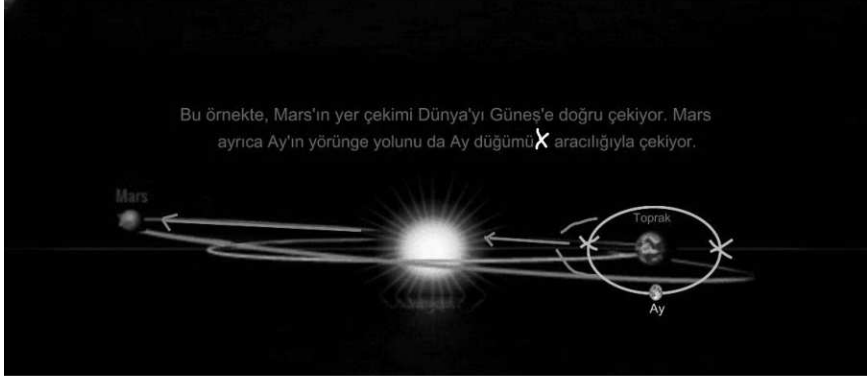 Bu örnekte, Mars'ın yer çekimi Dünya'yı Güneş'e doğru çekiyor. Mars
ayrıca Ay'ın yörünge yolunu da Ay düğümü X aracılığıyla çekiyor.
Mars
Toprak
Ay